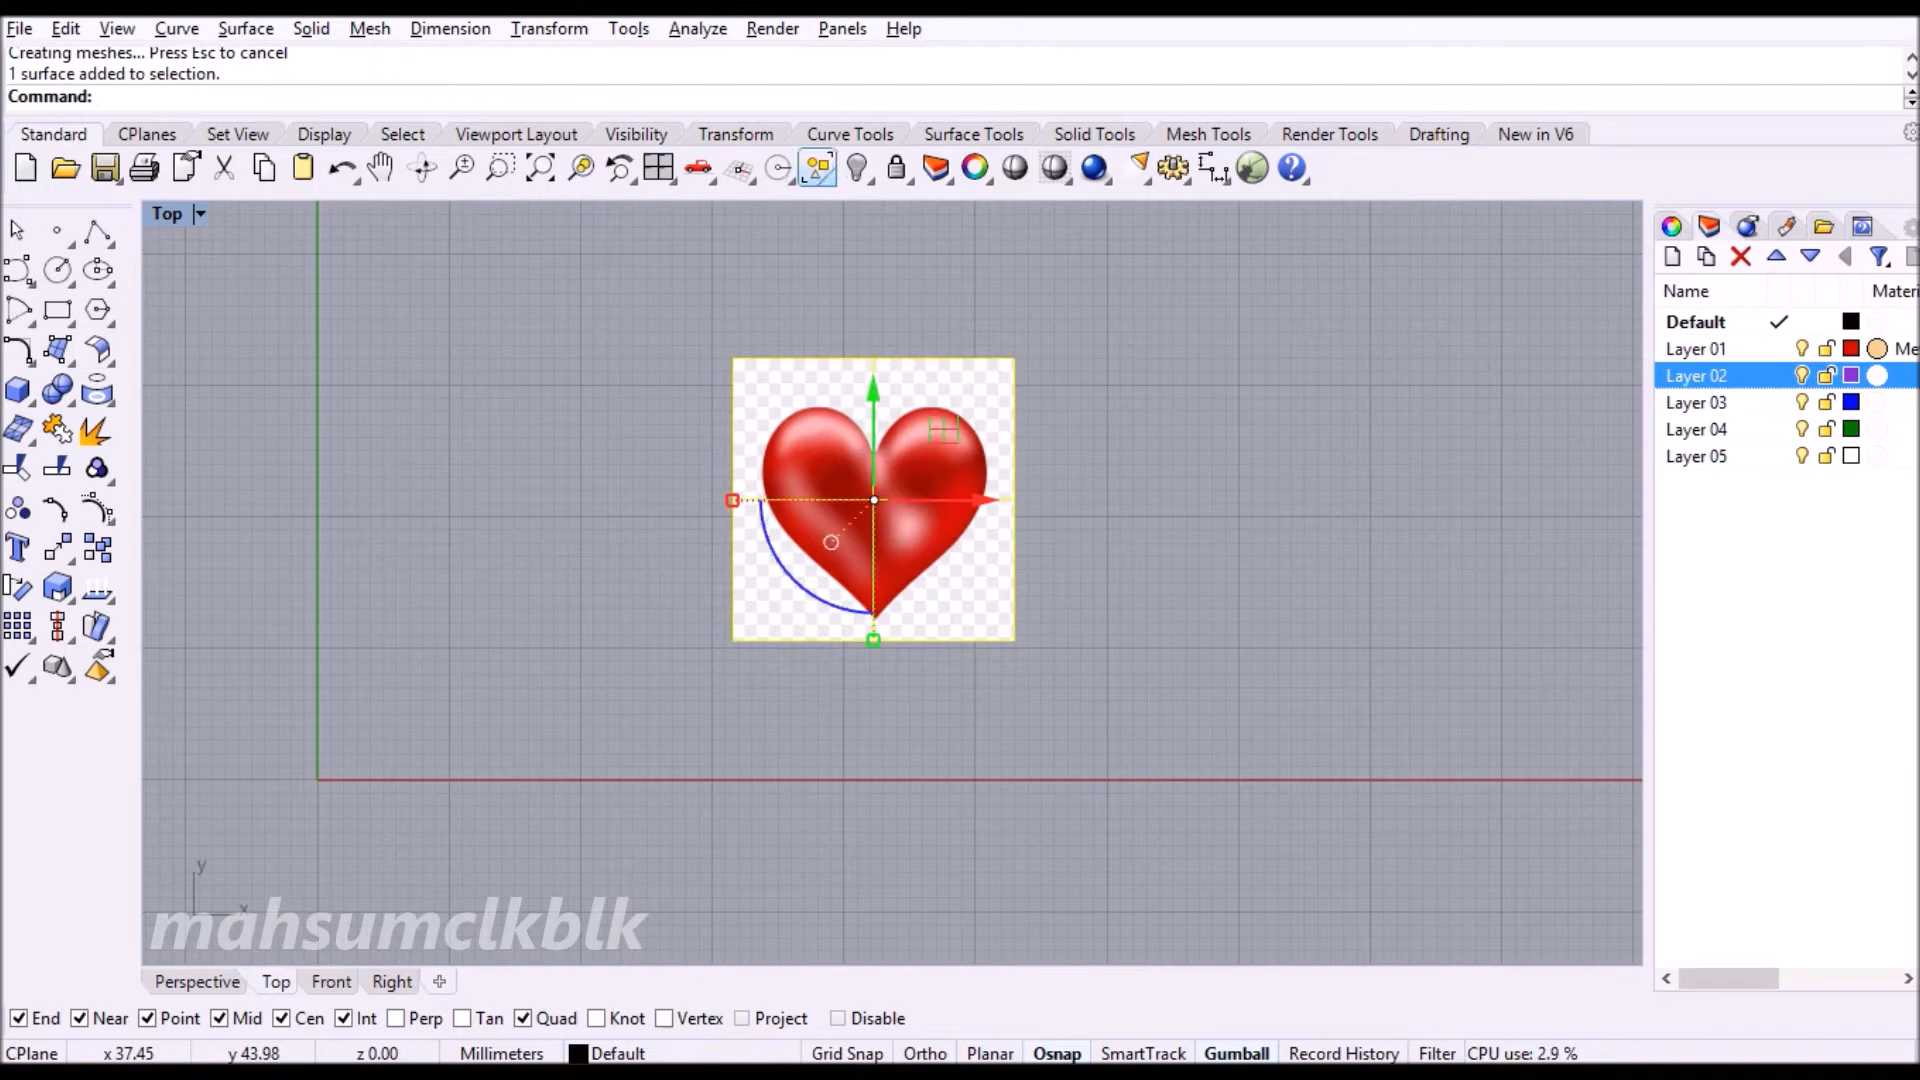 File Edit View Curve Surface Solid Mesh Dimension Transform Tools Analyze Render Panels Help
Creating meshes... Press Esc to cancel
1 surface added to selection.
Command:
Standard CPlanes Set View Display Select Viewport Layout Visibility Transform Curve Tools Surface Tools Solid Tools Mesh Tools Render Tools Drafting New in V6
Top
Name Materi
Default
Layer 01 Me
Layer 02
Layer 03
Layer 04
Layer 05
y
x
mahsumclkblk
Perspective Top Front Right
End Near Point Mid Cen Int Perp Tan Quad Knot Vertex Project Disable
CPlane x 37.45 y 43.98 z 0.00 Millimeters Default Grid Snap Ortho Planar Osnap SmartTrack Gumball Record History Filter CPU use: 2.9 %